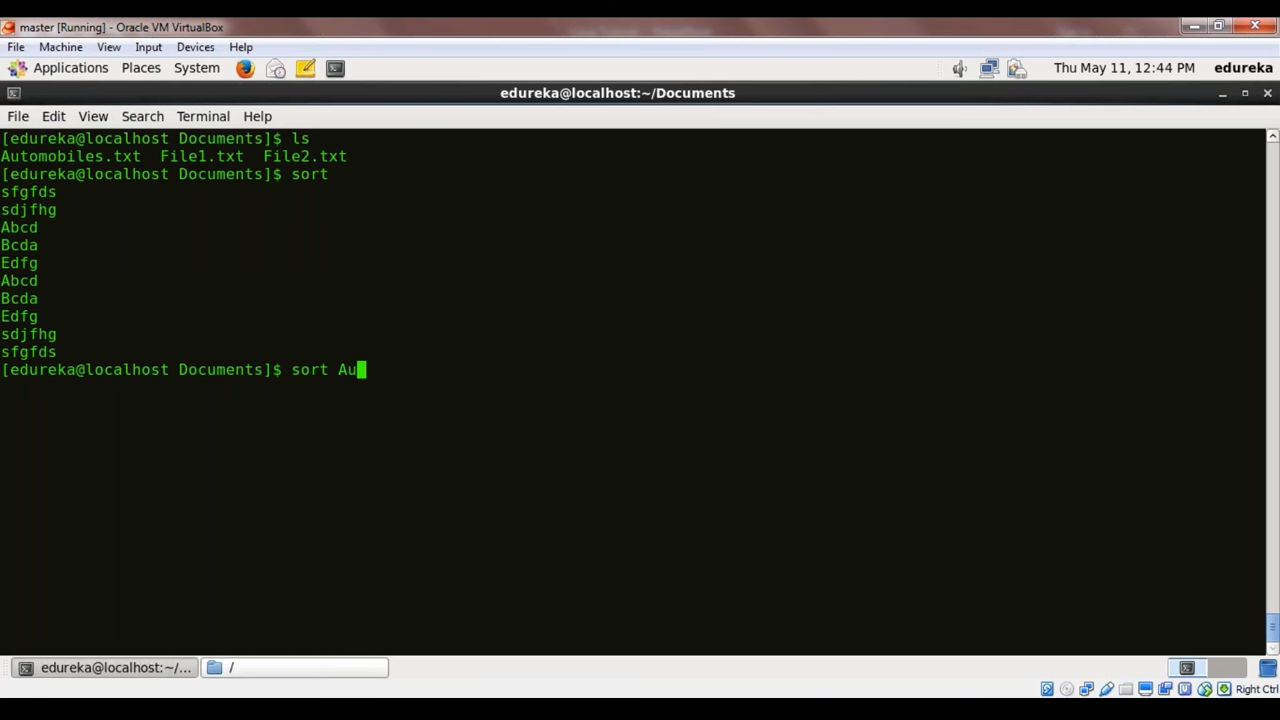 master [Running] - Oracle VM VirtualBox
File Machine View Input Devices Help
Applications Places System Thu May 11, 12:44 PM edureka
edureka@localhost:~/Documents
File Edit View Search Terminal Help
[edureka@localhost Documents]$ ls
Automobiles.txt File1.txt File2.txt
[edureka@localhost Documents]$ sort
sfgfds
sdjfhg
Abcd
Bcda
Edfg
Abcd
Bcda
Edfg
sdjfhg
sfgfds
[edureka@localhost Documents]$ sort Au
edureka@localhost:~/... /
Right Ctrl